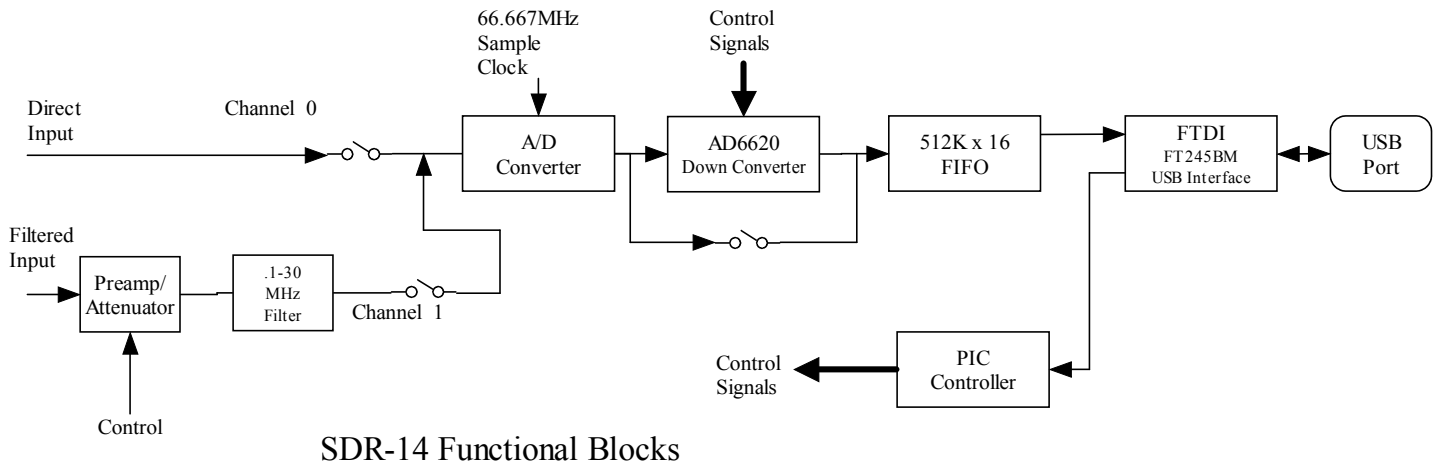 66.667MHz
Sample
Clock
Control
Signals
Direct
Input
Channel 0
A/D
Converter
AD6620
Down Converter
512K x 16
FIFO
FTDI
FT245BM
USB Interface
USB
Port
Filtered
Input
Preamp/
Attenuator
.1-30
MHz
Filter
Channel 1
Control
Signals
PIC
Controller
Control
SDR-14 Functional Blocks